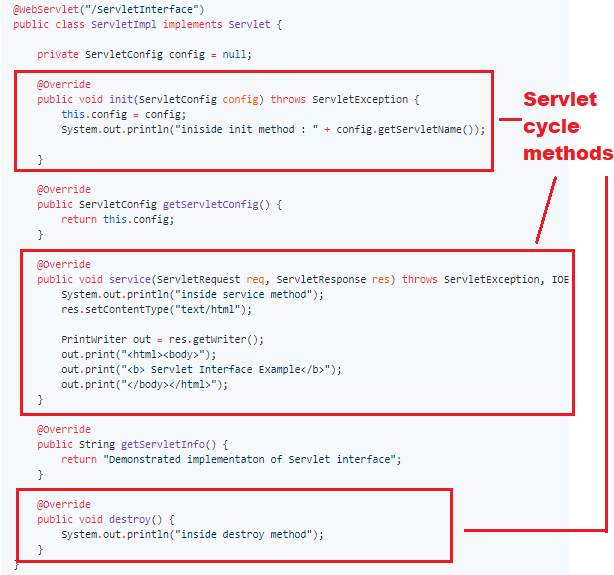 @WebServlet("/ServletInterface")
public class ServletImpl implements Servlet {
private ServletConfig config = null;
@Override
public void init(ServletConfig config) throws ServletException {
this.config = config;
System.out.println("iniside init method : " + config.getServletName());
}
@Override
public ServletConfig getServletConfig() {
return this.config;
}
@Override
public void service(ServletRequest req, ServletResponse res) throws ServletException, IOE
System.out.println("inside service method");
res.setContentType("text/html");
PrintWriter out = res.getWriter();
out.print("<html><body>");
out.print("<b> Servlet Interface Example</b>");
out.print("</body></html>");
}
@Override
public String getServletInfo() {
return "Demonstrated implementaton of Servlet interface";
}
@Override
public void destroy() {
System.out.println("inside destroy method");
}
}
Servlet
cycle
methods